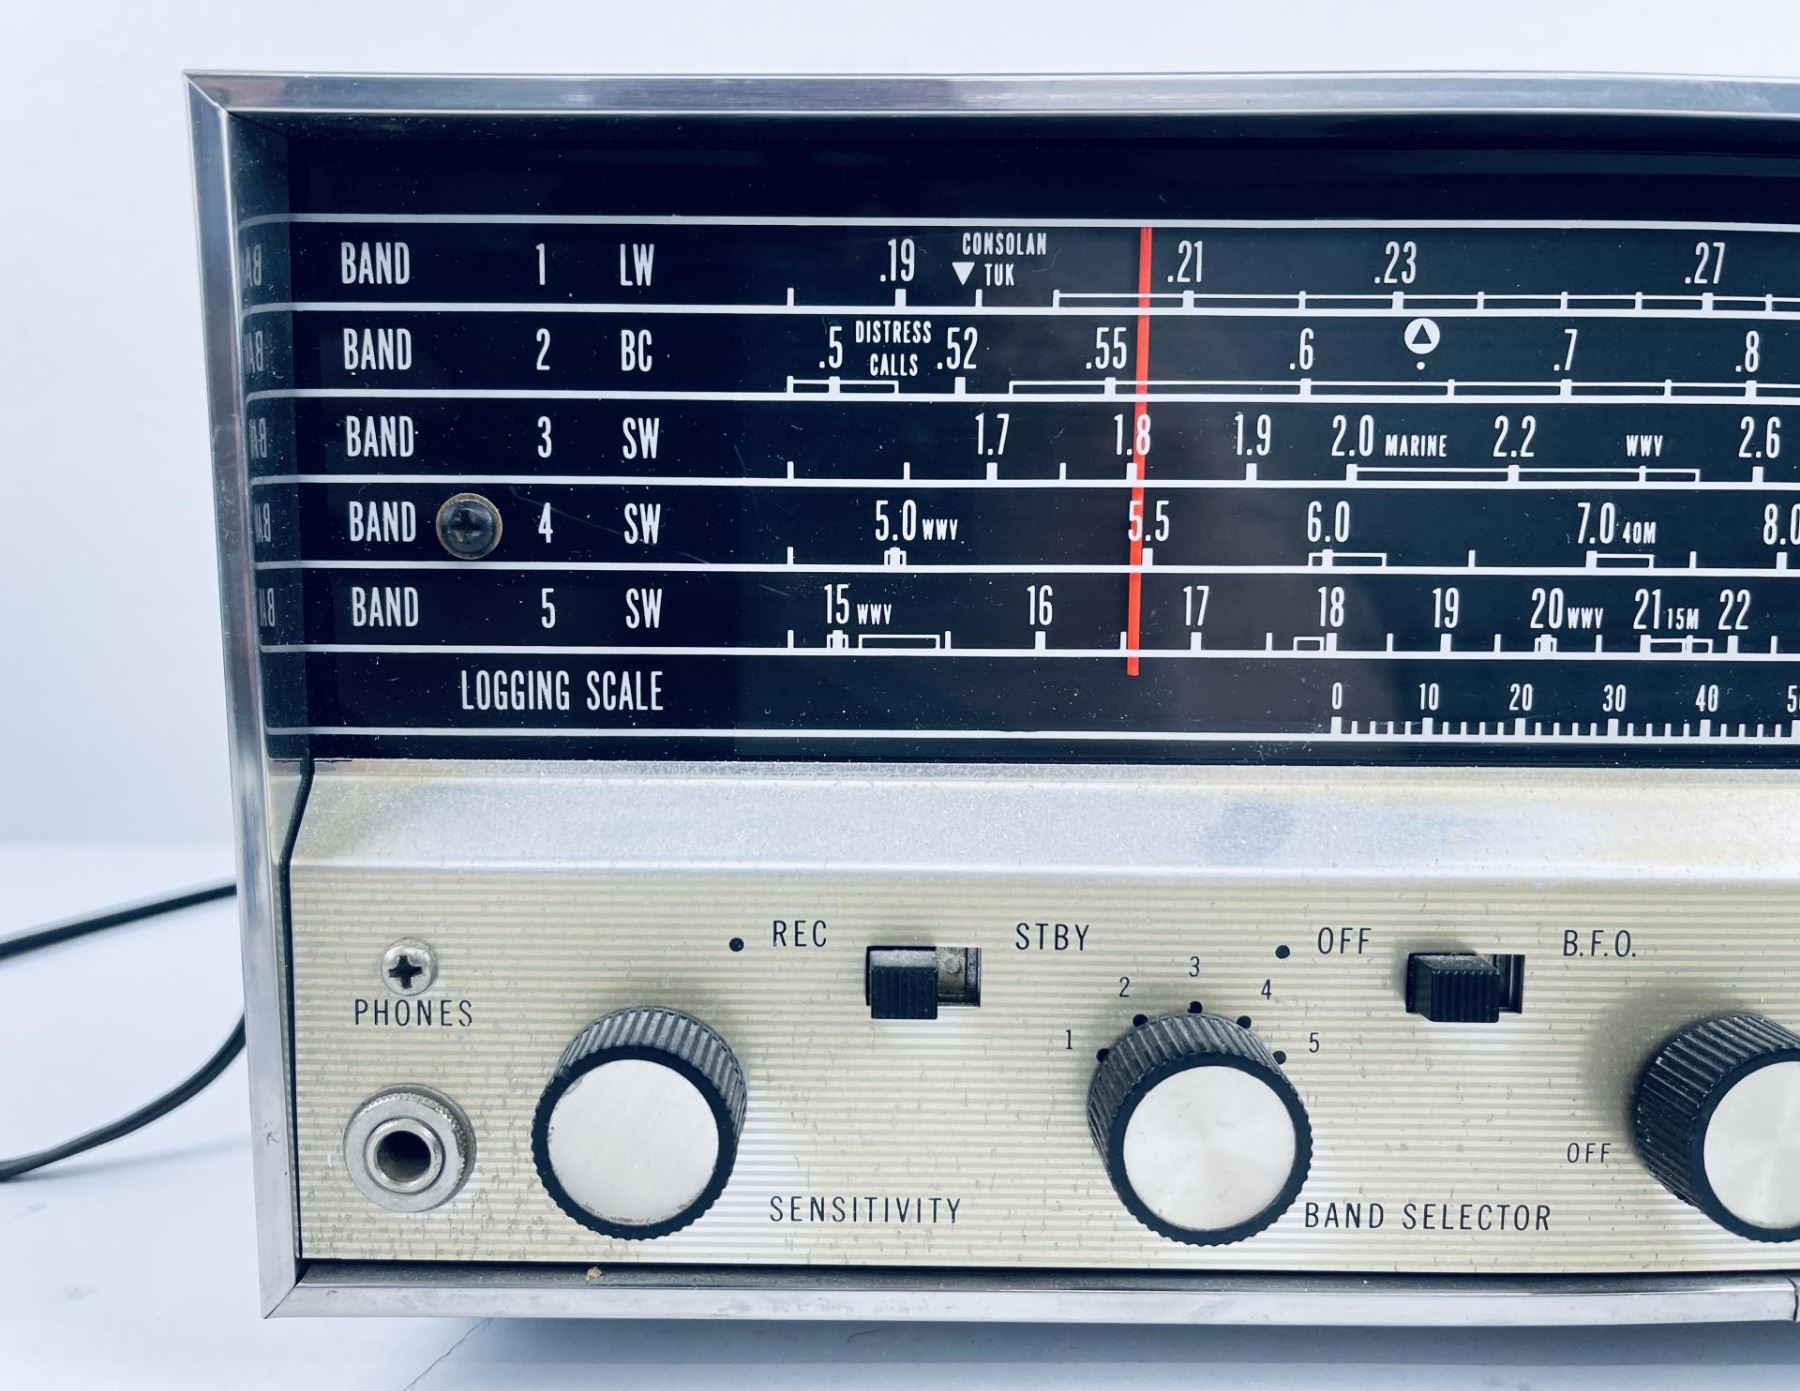 BAND 1 LW .19 CONSOLAN TUK .21 .23 .27
BAND 2 BC .5 DISTRESS CALLS .52 .55 .6 .7 .8
BAND 3 SW 1.7 1.8 1.9 2.0 MARINE 2.2 WWV 2.6
BAND 4 SW 5.0 WWV 5.5 6.0 7.0 40M 8.0
BAND 5 SW 15 WWV 16 17 18 19 20 WWV 21 15M 22
LOGGING SCALE 0 10 20 30 40
REC STBY OFF B.F.O.
PHONES
1 2 3 4 5
OFF
SENSITIVITY BAND SELECTOR